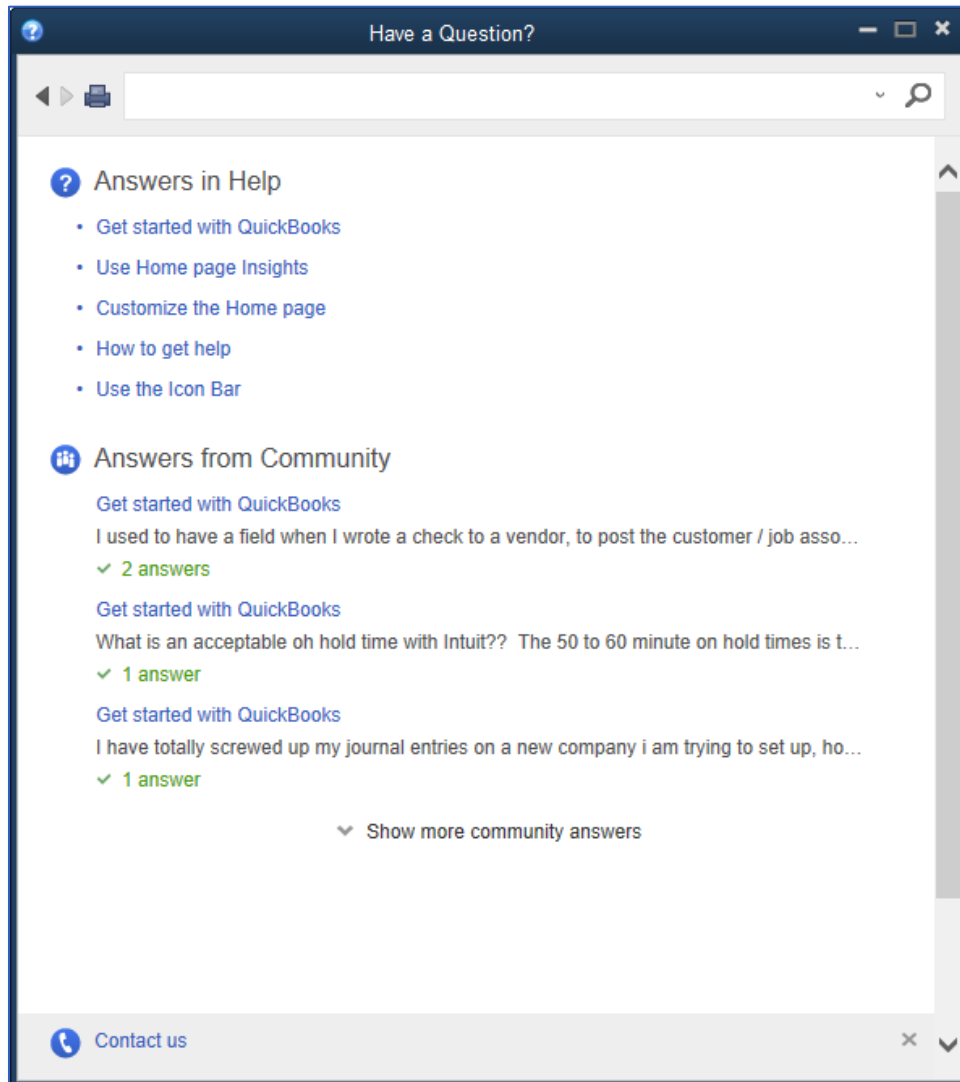 Have a Question?
Answers in Help
• Get started with QuickBooks
• Use Home page Insights
• Customize the Home page
• How to get help
• Use the Icon Bar
Answers from Community
Get started with QuickBooks
I used to have a field when I wrote a check to a vendor, to post the customer / job asso...
2 answers
Get started with QuickBooks
What is an acceptable oh hold time with Intuit??  The 50 to 60 minute on hold times is t...
1 answer
Get started with QuickBooks
I have totally screwed up my journal entries on a new company i am trying to set up, ho...
1 answer
Show more community answers
Contact us